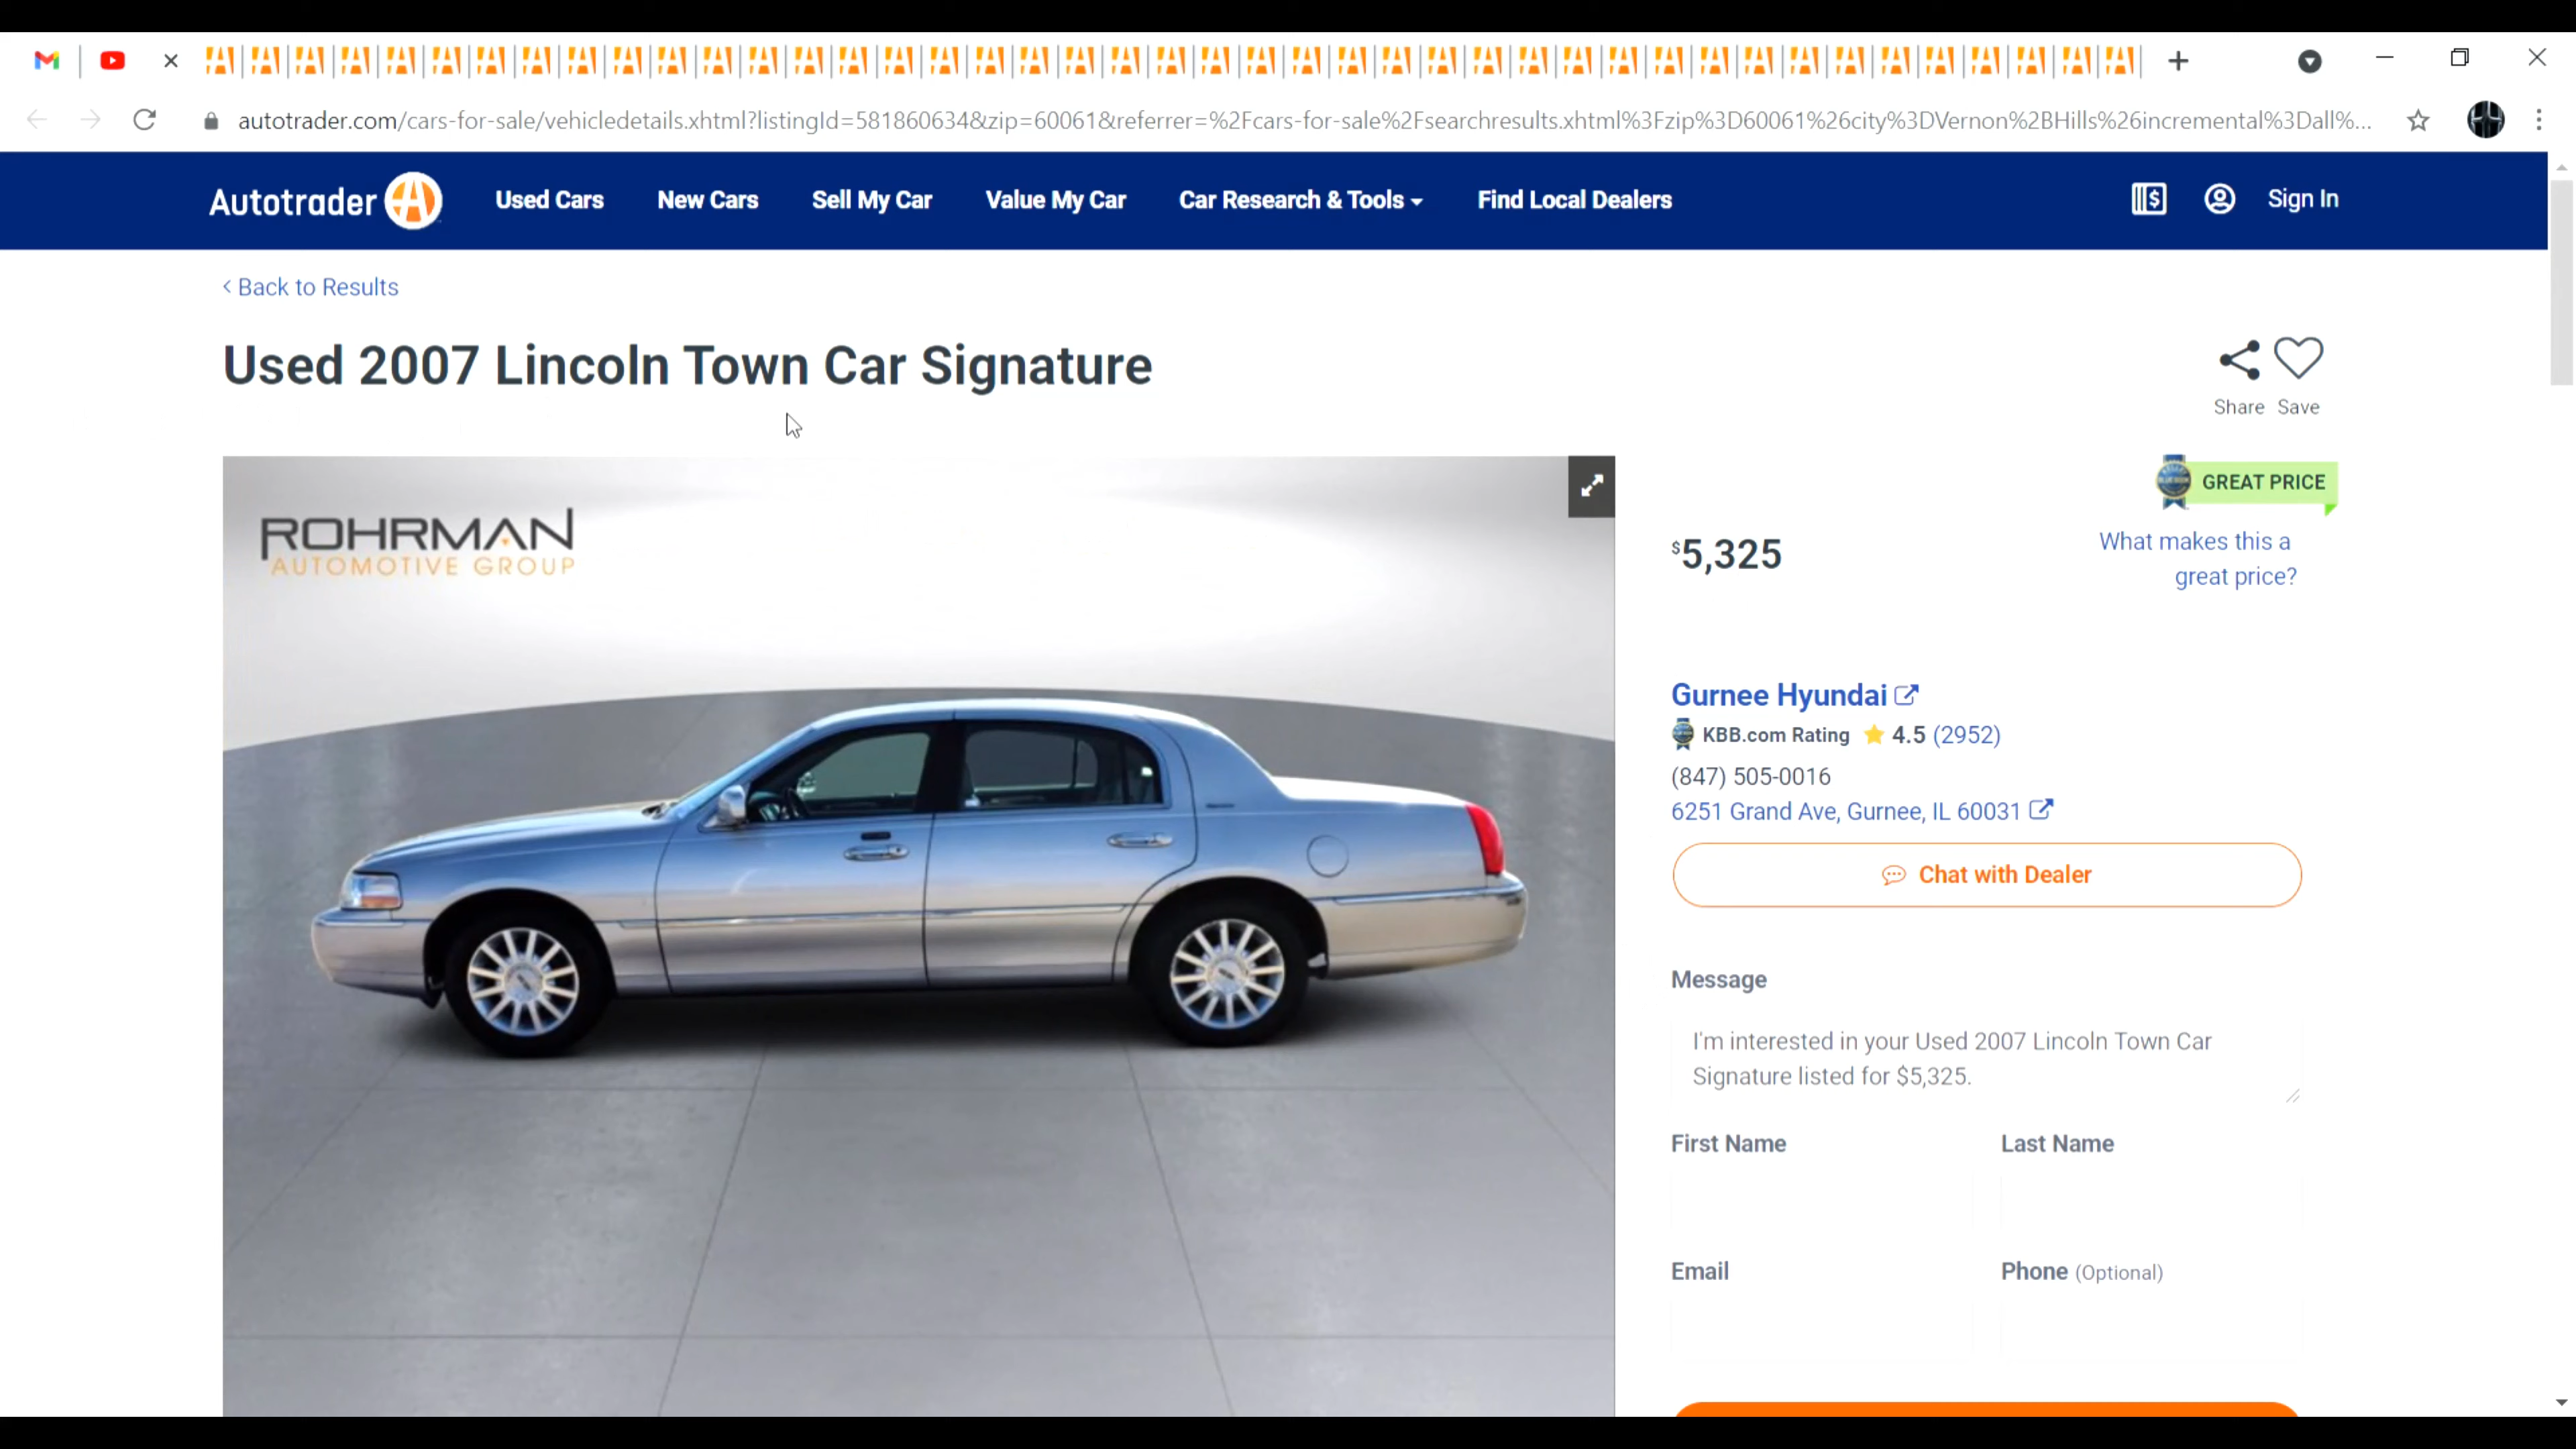 autotrader.com/cars-for-sale/vehicledetails.xhtml?listingId=581860634&zip=60061&referrer=%2Fcars-for-sale%2Fsearchresults.xhtml%3Fzip%3D60061%26city%3DVernon%2BHills%26incremental%3Dall%...
Autotrader Used Cars New Cars Sell My Car Value My Car Car Research & Tools Find Local Dealers $ Sign In
< Back to Results
Used 2007 Lincoln Town Car Signature
Share Save
ROHRMAN
AUTOMOTIVE GROUP
GREAT PRICE
$5,325
What makes this a
great price?
Gurnee Hyundai
KBB.com Rating 4.5 (2952)
(847) 505-0016
6251 Grand Ave, Gurnee, IL 60031
Chat with Dealer
Message
I'm interested in your Used 2007 Lincoln Town Car
Signature listed for $5,325.
First Name Last Name
Email Phone (Optional)